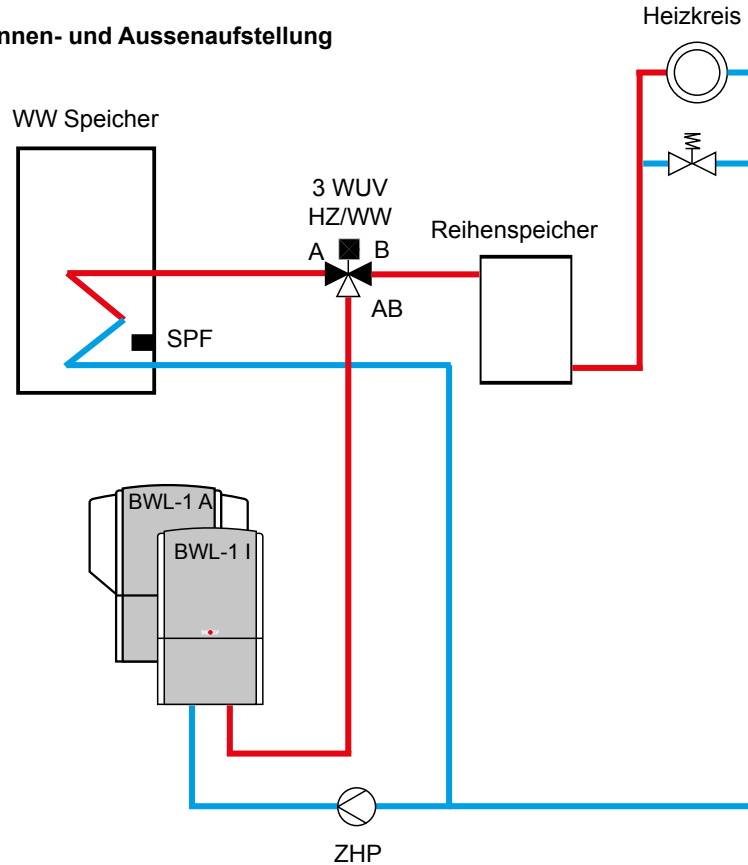 Heizkreis
nnen- und Aussenaufstellung
WW Speicher
3 WUV
HZ/WW
A
B
Reihenspeicher
AB
SPF
BWL-1 A
BWL-1 I
ZHP